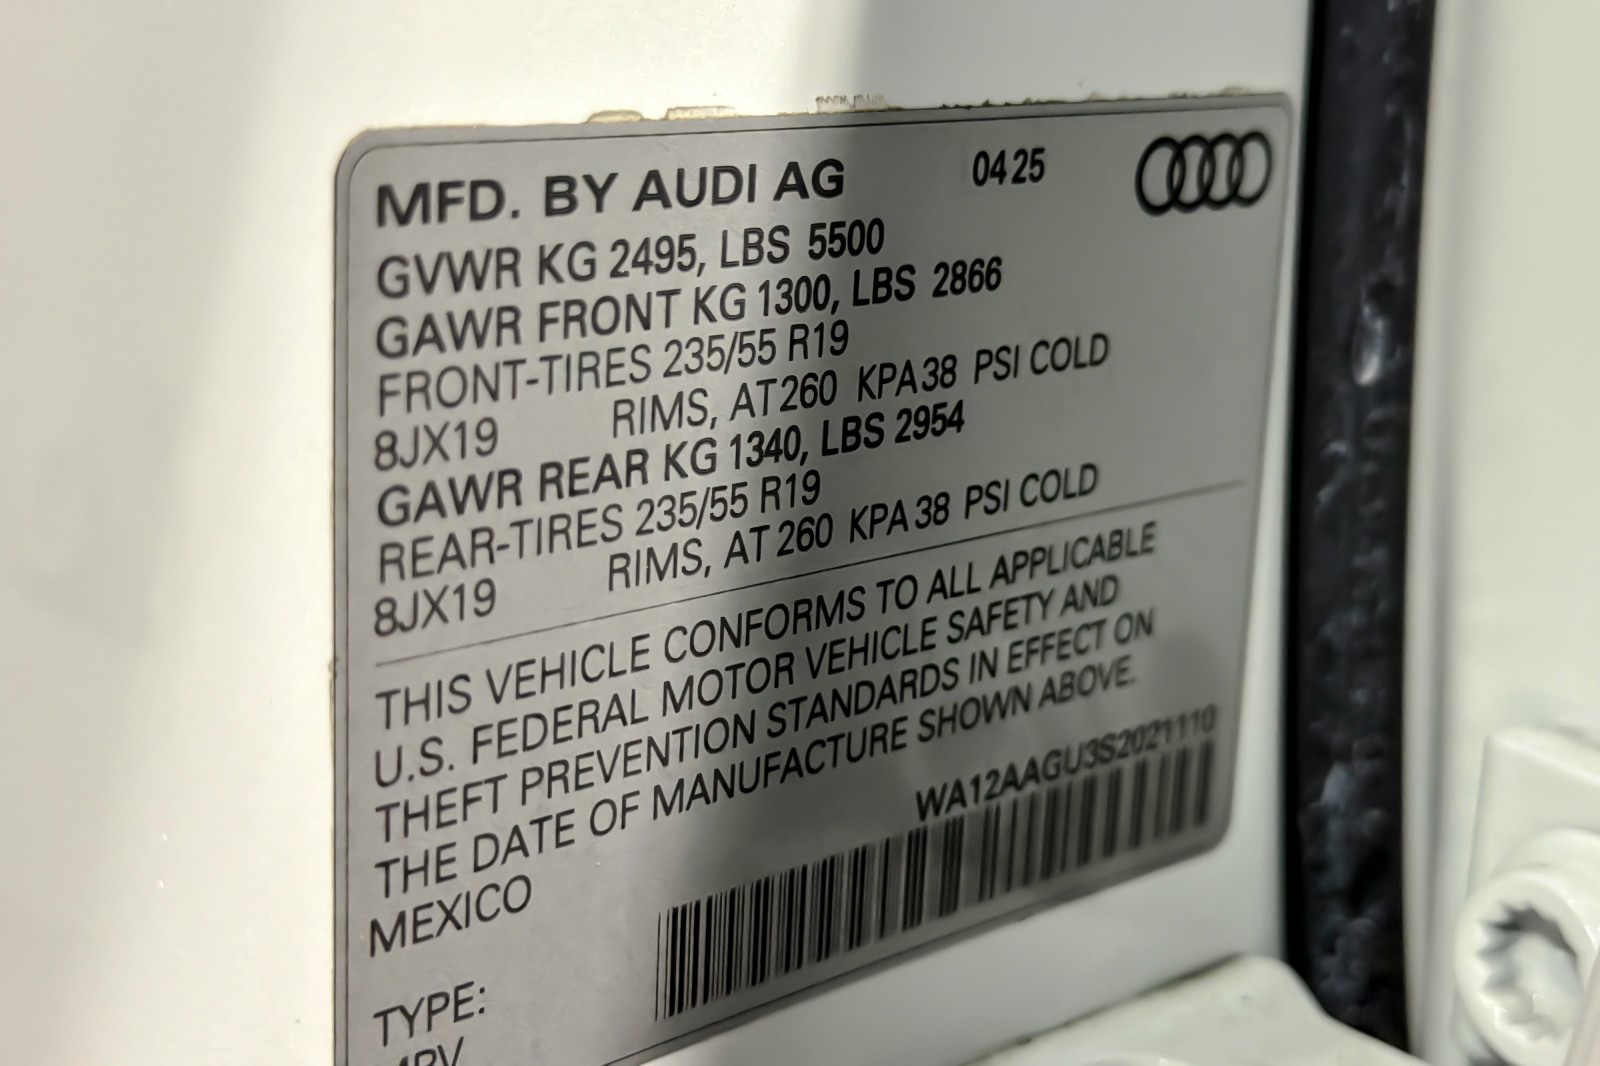 MFD. BY AUDI AG 04 25
GVWR KG 2495, LBS 5500
GAWR FRONT KG 1300, LBS 2866
FRONT-TIRES 235/55 R19
8JX19 RIMS, AT 260 KPA 38 PSI COLD
GAWR REAR KG 1340, LBS 2954
REAR-TIRES 235/55 R19
8JX19 RIMS, AT 260 KPA 38 PSI COLD
THIS VEHICLE CONFORMS TO ALL APPLICABLE
U.S. FEDERAL MOTOR VEHICLE SAFETY AND
THEFT PREVENTION STANDARDS IN EFFECT ON
THE DATE OF MANUFACTURE SHOWN ABOVE.
MEXICO WA12AAGU3S2021110
TYPE:
MPV